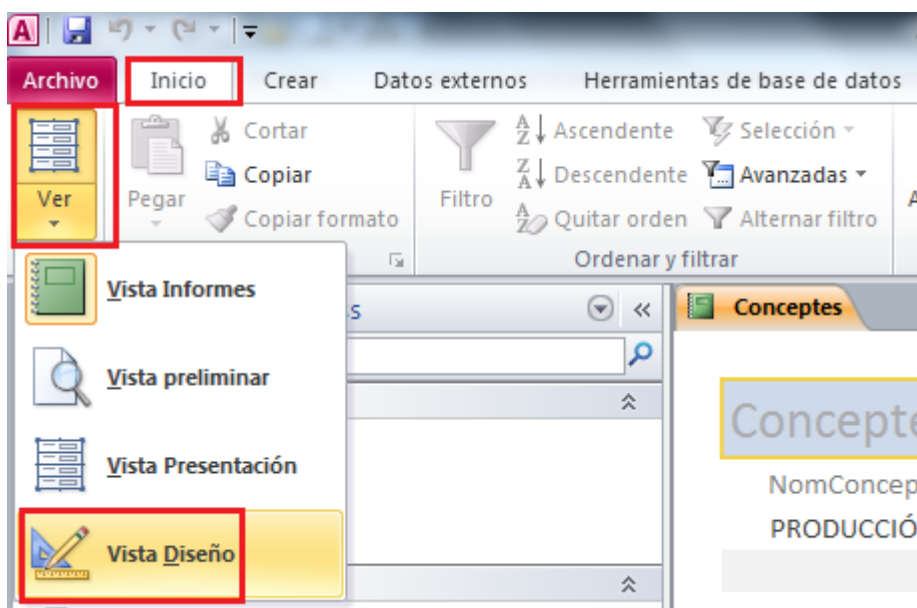 A
Archivo Inicio Crear Datos externos Herramientas de base de datos
Ver
Pegar
Cortar
Copiar
Copiar formato
Filtro
Ascendente
Descendente
Quitar orden
Selección
Avanzadas
Alternar filtro
Ordenar y filtrar
Vista Informes
Vista preliminar
Vista Presentación
Vista Diseño
s
Conceptes
Concepte
NomConcep
PRODUCCIÓ